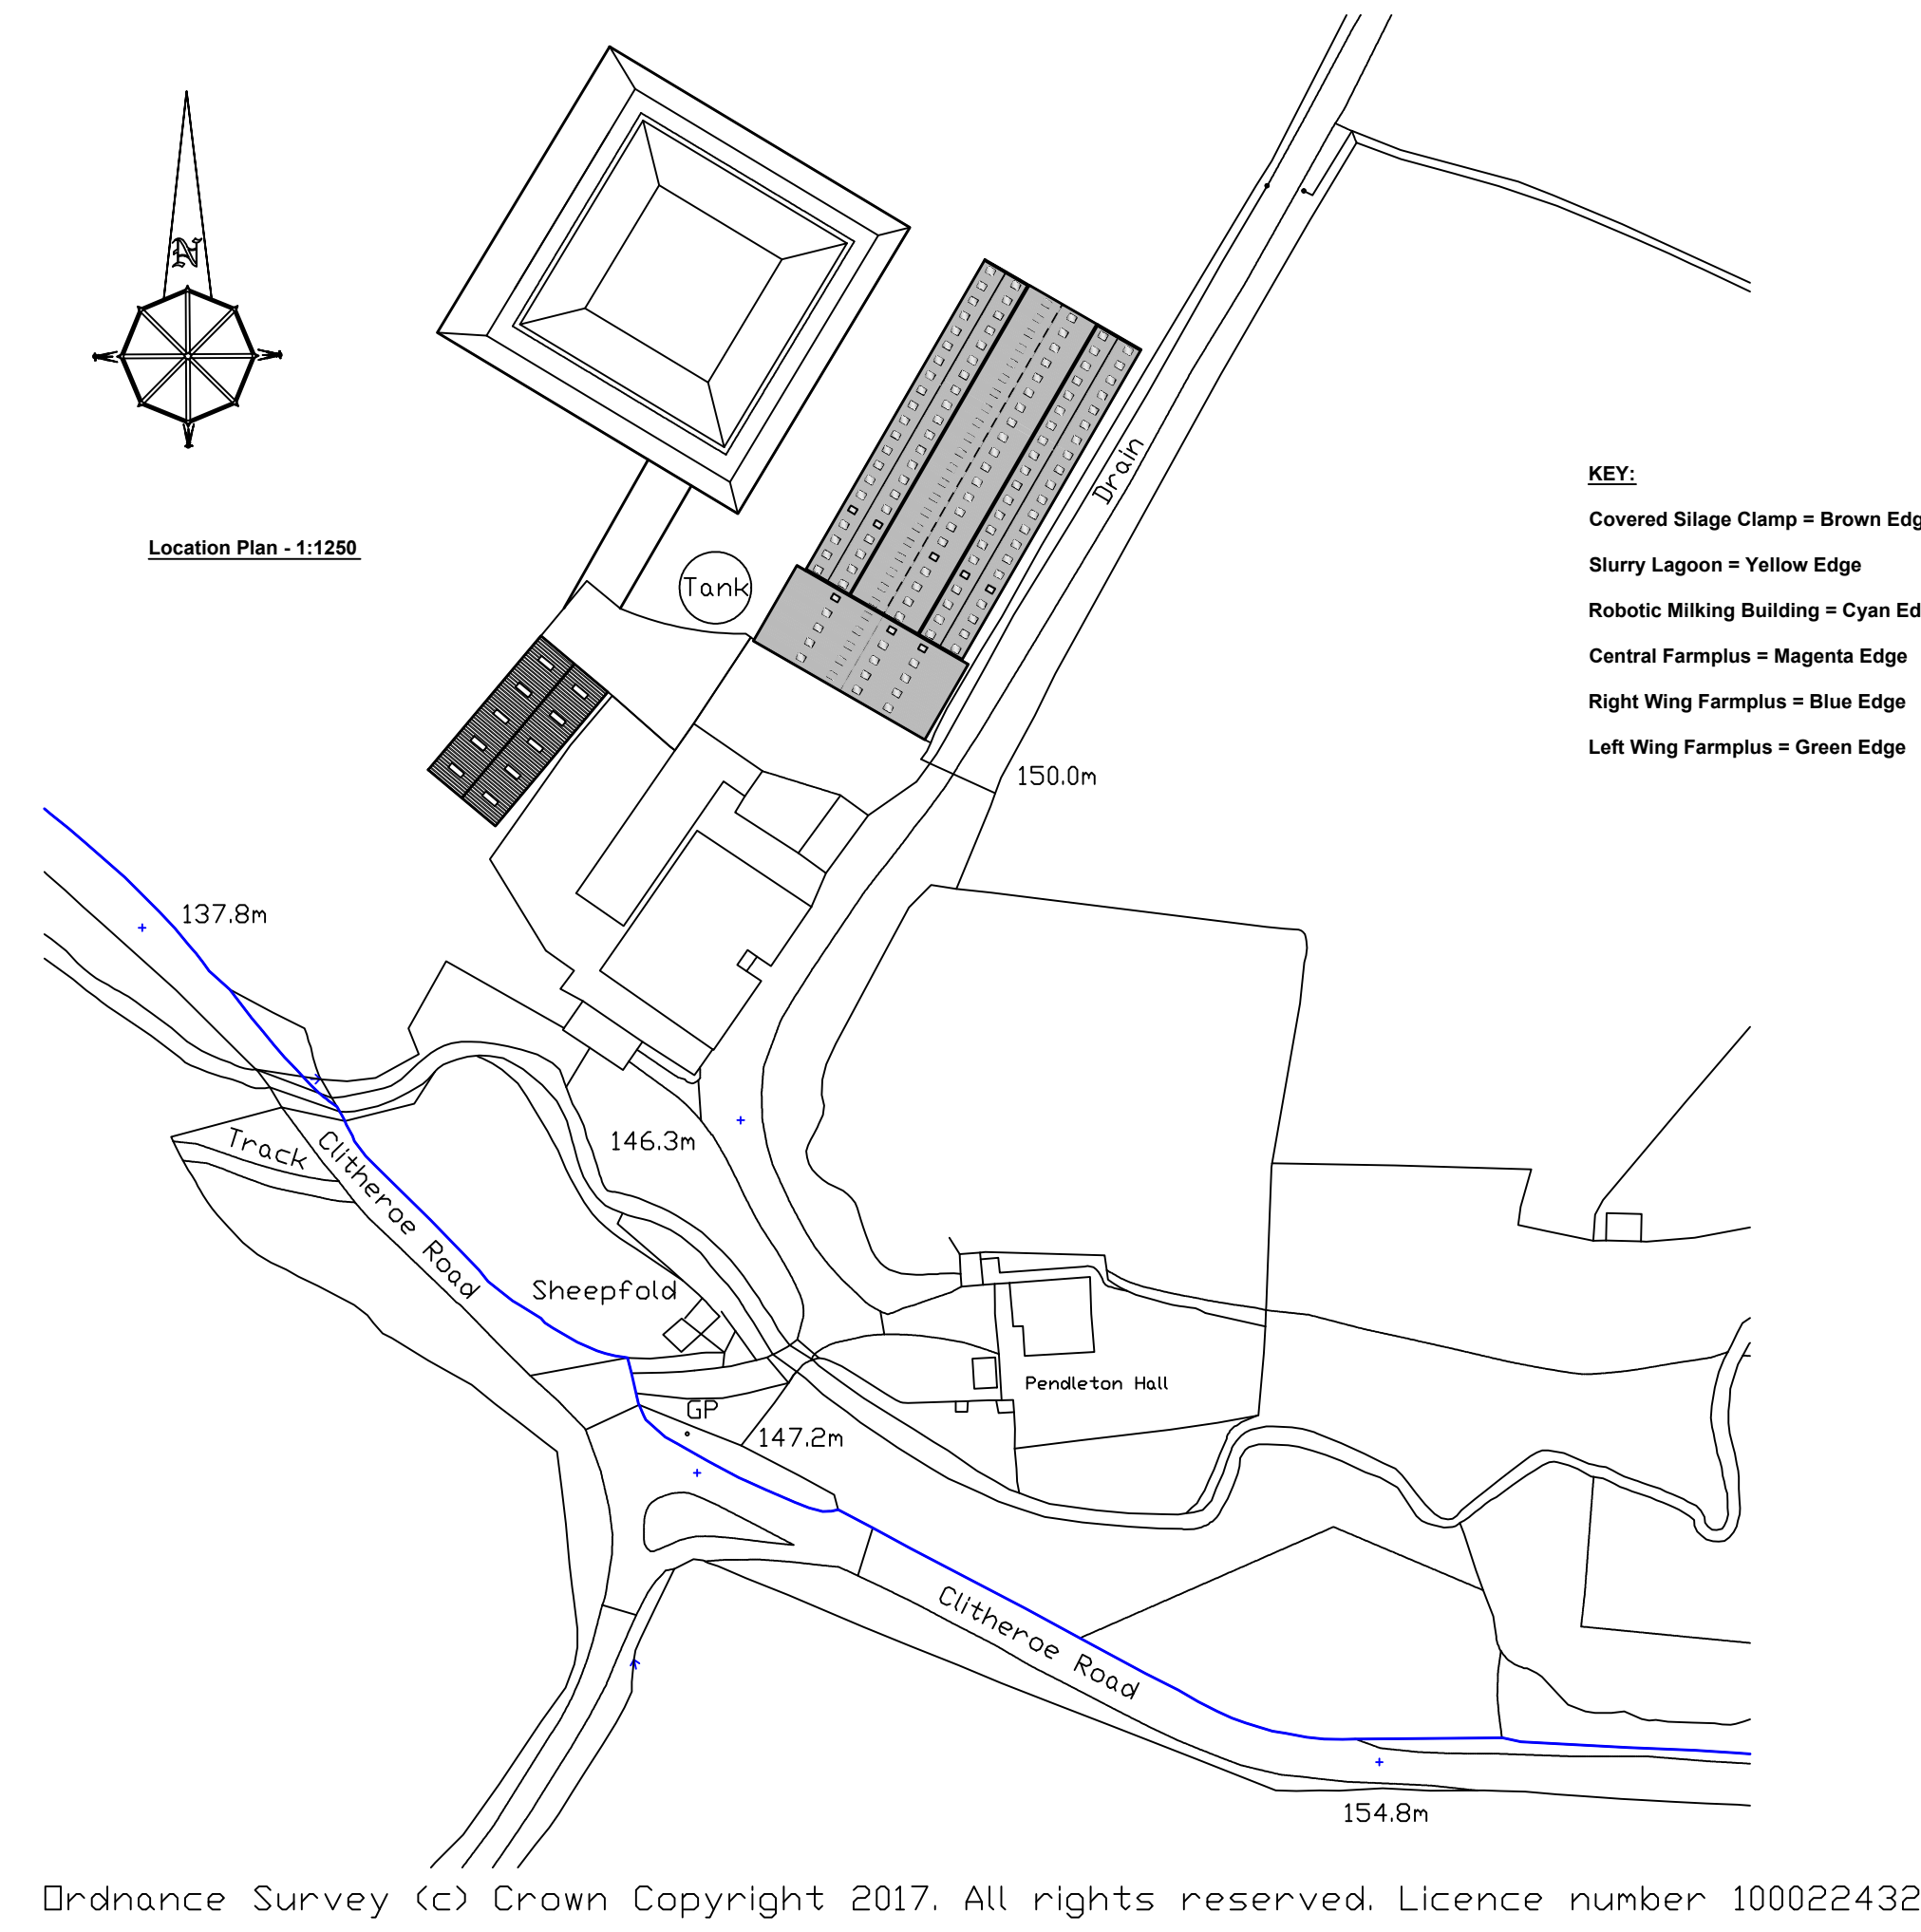 N
Location Plan - 1:1250
Tank
Drain
KEY:
Covered Silage Clamp = Brown Edg
Slurry Lagoon = Yellow Edge
Robotic Milking Building = Cyan Ed
Central Farmplus = Magenta Edge
Right Wing Farmplus = Blue Edge
Left Wing Farmplus = Green Edge
150.0m
137.8m
146.3m
Track
Clitheroe Road
Sheepfold
Pendleton Hall
GP
147.2m
Clitheroe Road
154.8m
Ordnance Survey (c) Crown Copyright 2017. All rights reserved. Licence number 100022432